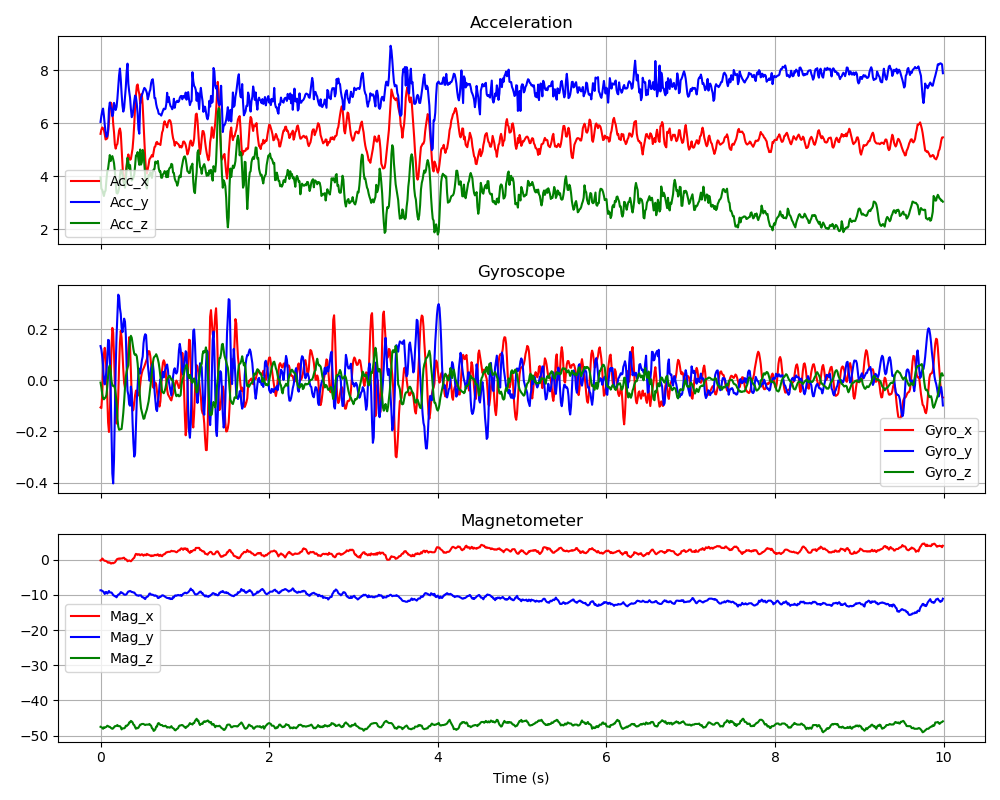 Acceleration
8
6
4
2
Acc_x
Acc_y
Acc_z
Gyroscope
0.2
0.0
−0.2
−0.4
Gyro_x
Gyro_y
Gyro_z
Magnetometer
0
−10
−20
−30
−40
−50
Mag_x
Mag_y
Mag_z
0 2 4 6 8 10
Time (s)